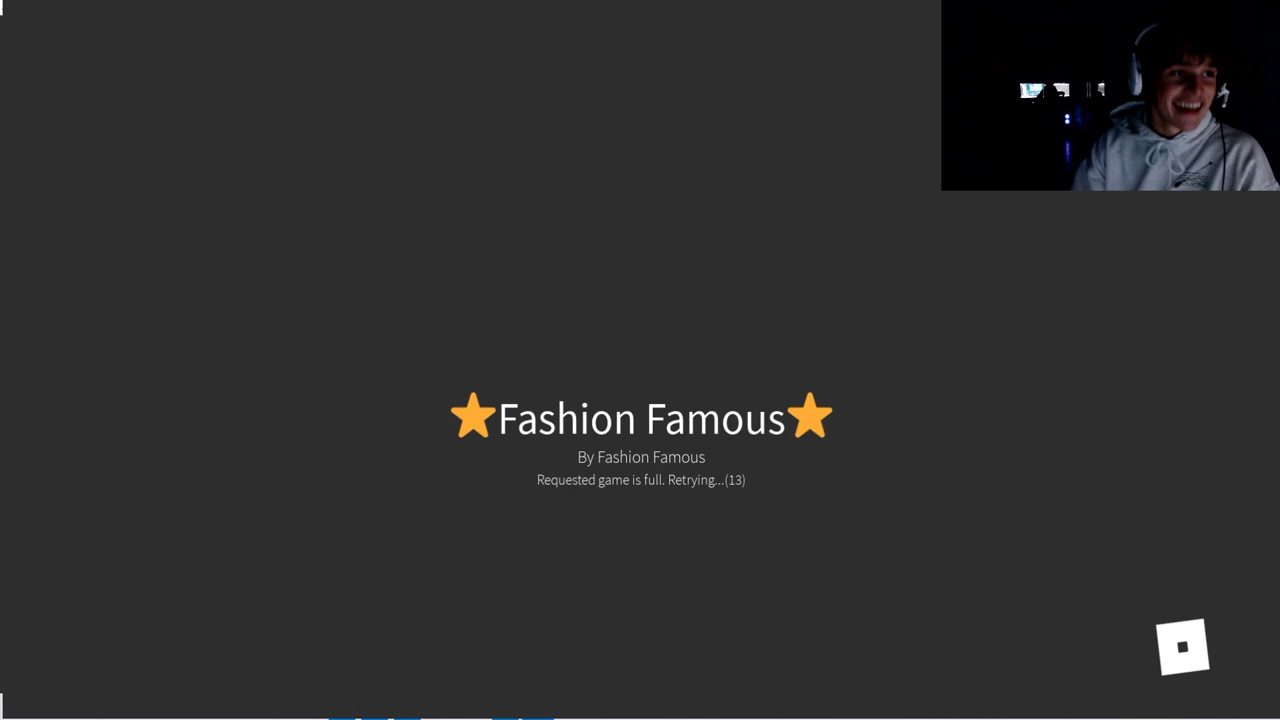 ⭐Fashion Famous⭐
By Fashion Famous
Requested game is full. Retrying...(13)